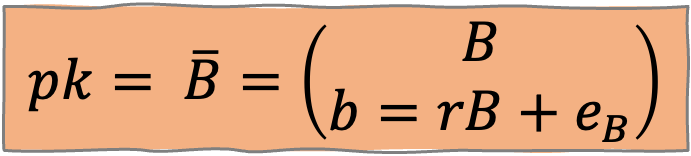 pk = B̄ = ( B
b = rB + e_B )